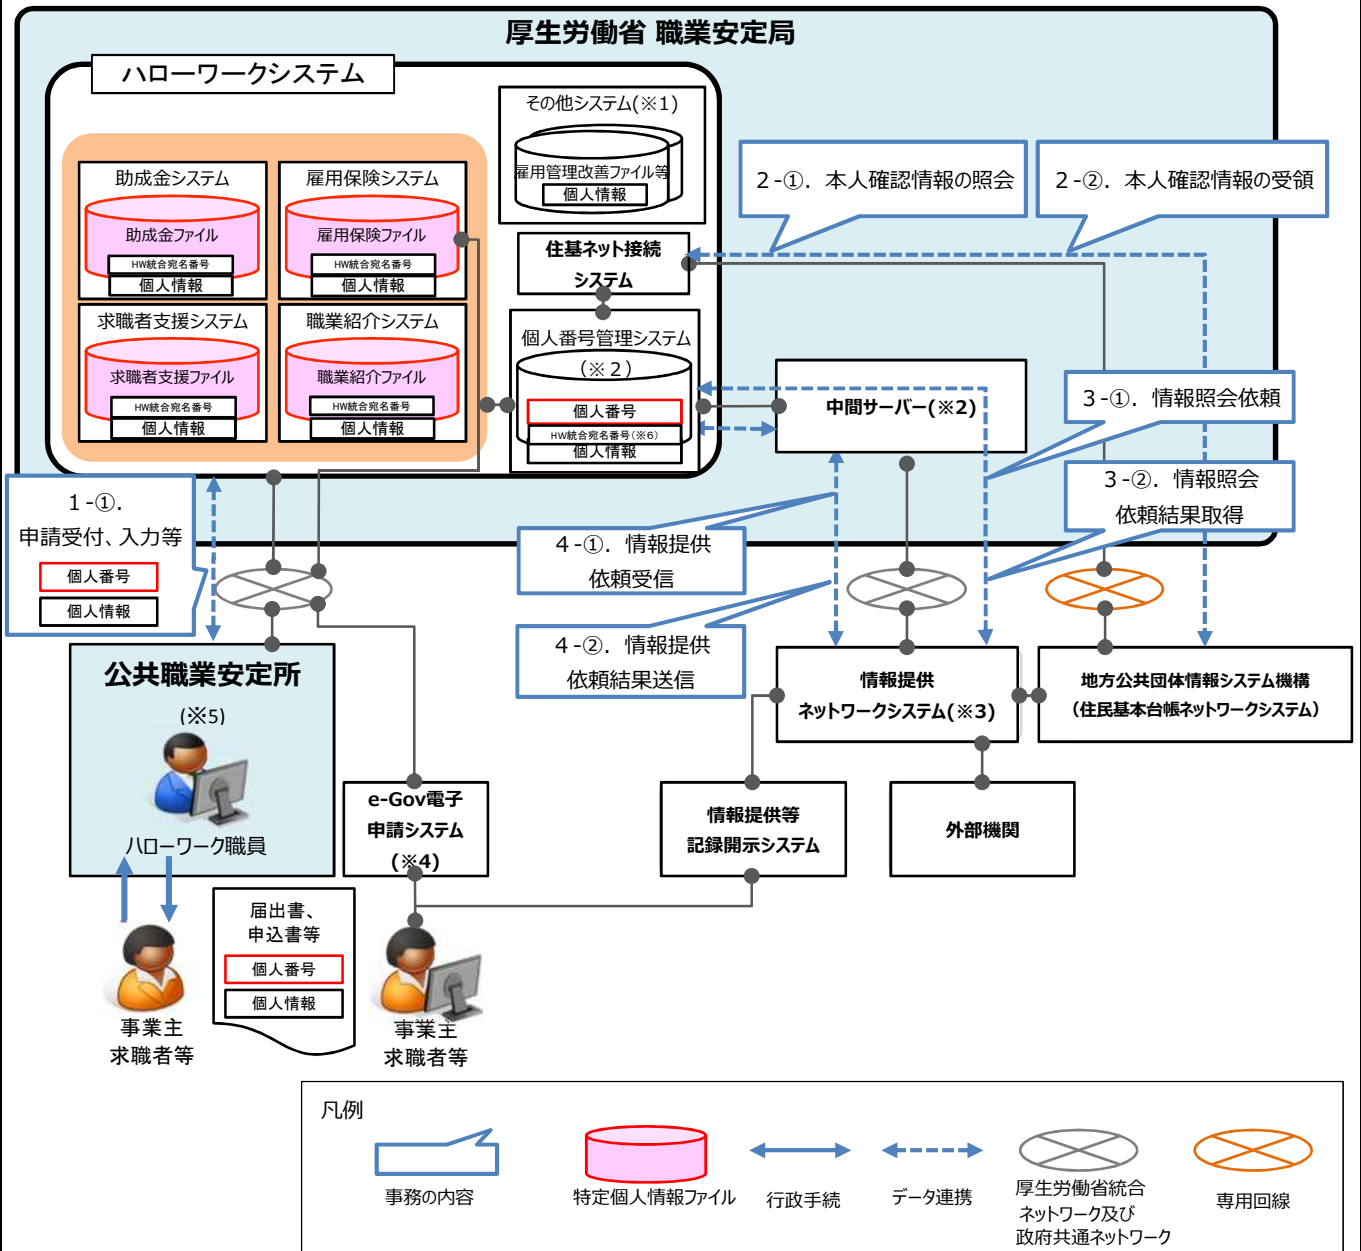 厚生労働省 職業安定局
ハローワークシステム
その他システム(※1)
雇用管理改善ファイル等
個人情報
助成金システム
助成金ファイル
HW統合宛名番号
個人情報
雇用保険システム
雇用保険ファイル
HW統合宛名番号
個人情報
求職者支援システム
求職者支援ファイル
HW統合宛名番号
個人情報
職業紹介システム
職業紹介ファイル
HW統合宛名番号
個人情報
住基ネット接続
システム
個人番号管理システム
(※２)
個人番号
HW統合宛名番号(※6)
個人情報
2-①．本人確認情報の照会
2-②．本人確認情報の受領
中間サーバー(※2)
3-①．情報照会依頼
3-②．情報照会
依頼結果取得
1-①．
申請受付、入力等
個人番号
個人情報
4-①．情報提供
依頼受信
4-②．情報提供
依頼結果送信
公共職業安定所
(※5)
ハローワーク職員
情報提供
ネットワークシステム(※3)
地方公共団体情報システム機構
（住民基本台帳ネットワークシステム）
e-Gov電子
申請システム
(※4)
情報提供等
記録開示システム
外部機関
届出書、
申込書等
個人番号
個人情報
事業主
求職者等
事業主
求職者等
凡例
事務の内容
特定個人情報ファイル
行政手続
データ連携
厚生労働省統合
ネットワーク及び
政府共通ネットワーク
専用回線